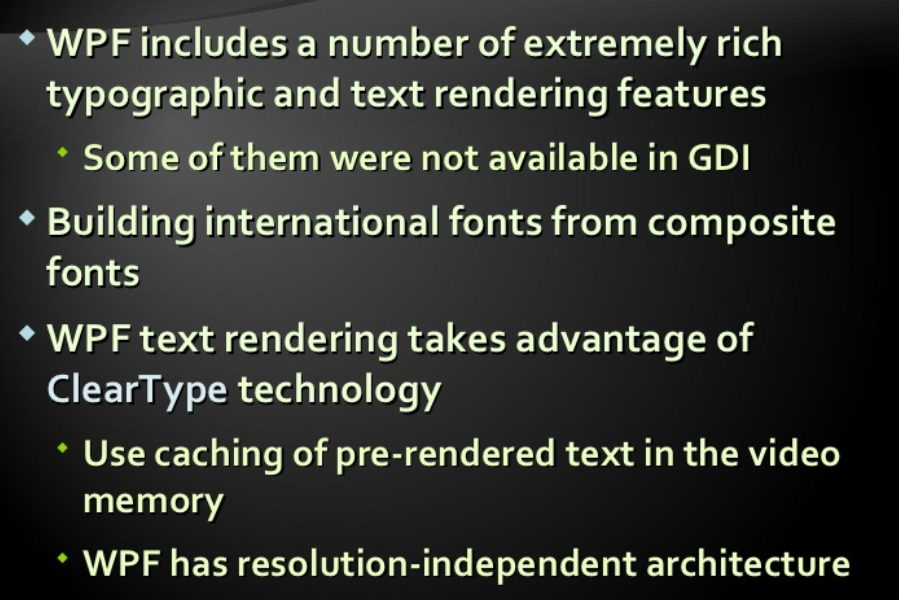 WPF includes a number of extremely rich
typographic and text rendering features
Some of them were not available in GDI
Building international fonts from composite
fonts
WPF text rendering takes advantage of
ClearType technology
Use caching of pre-rendered text in the video
memory
WPF has resolution-independent architecture